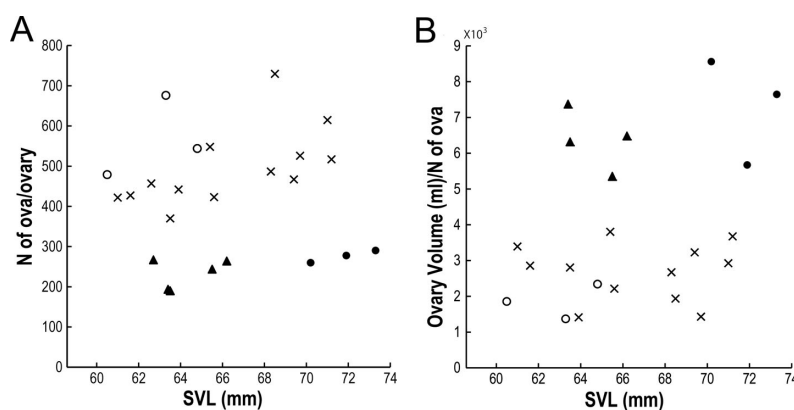 A
800
700
600
500
400
300
200
100
0
N of ova/ovary
60 62 64 66 68 70 72 74
SVL (mm)
B
X10³
9
8
7
6
5
4
3
2
1
0
Ovary Volume (ml)/N of ova
60 62 64 66 68 70 72 74
SVL (mm)